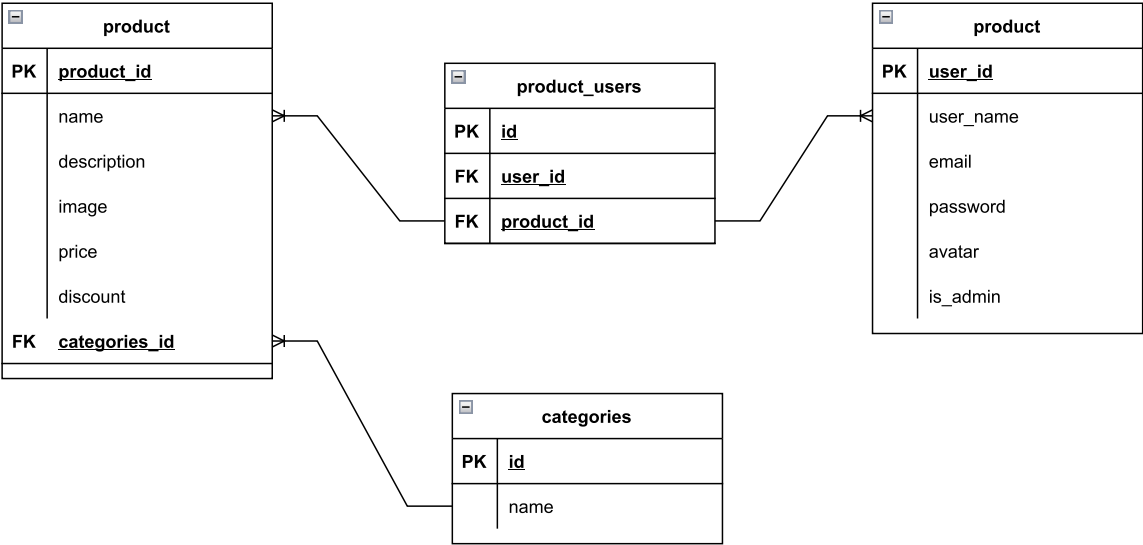 product
PK product_id
name
description
image
price
discount
FK categories_id
product_users
PK id
FK user_id
FK product_id
product
PK user_id
user_name
email
password
avatar
is_admin
categories
PK id
name